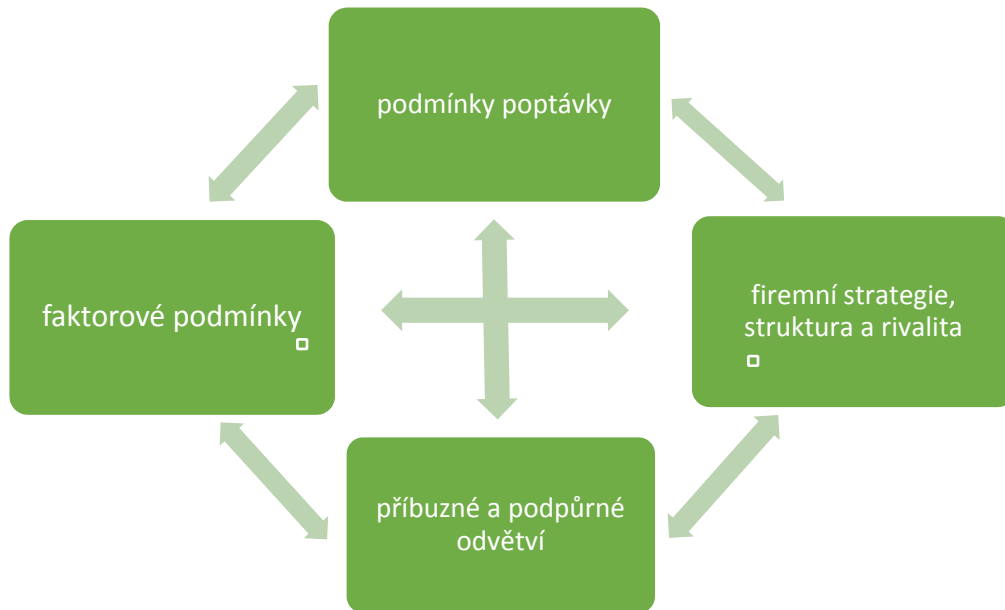 podmínky poptávky
faktorové podmínky
firemní strategie,
struktura a rivalita
příbuzné a podpůrné
odvětví